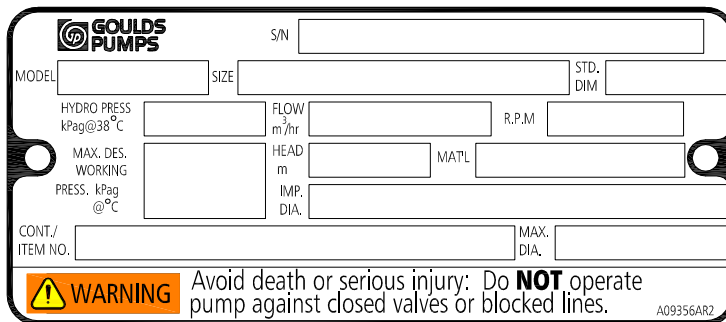 GOULDS
PUMPS
S/N
MODEL SIZE STD.
DIM
HYDRO PRESS
kPag@38°C
FLOW
m³/hr
R.P.M
MAX. DES.
WORKING
PRESS. kPag
@°C
HEAD
m
MAT'L
IMP.
DIA.
CONT./
ITEM NO.
MAX.
DIA.
WARNING
Avoid death or serious injury: Do NOT operate
pump against closed valves or blocked lines.
A09356AR2